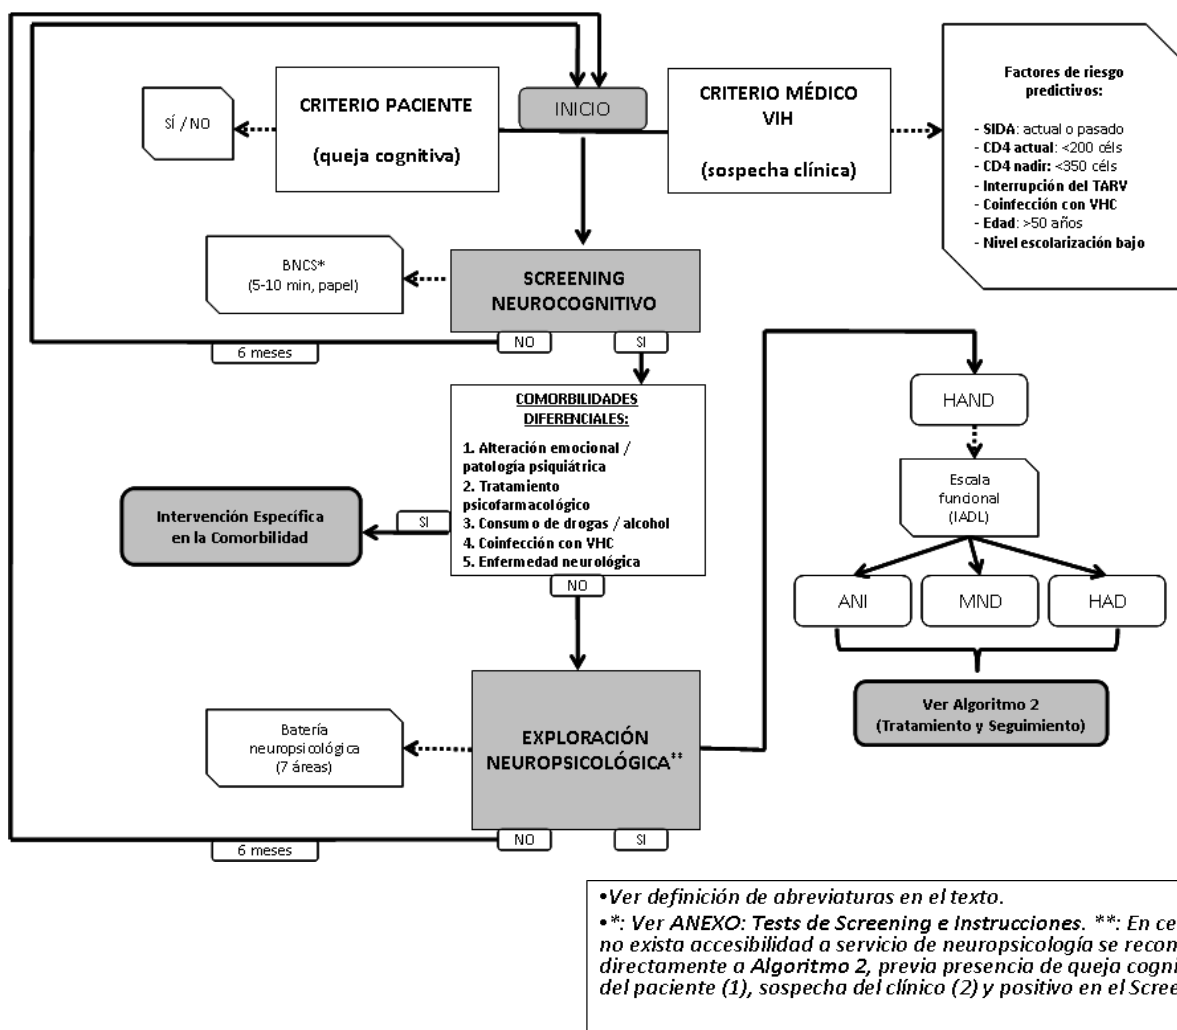 CRITERIO PACIENTE
(queja cognitiva)
SÍ / NO
INICIO
CRITERIO MÉDICO
VIH
(sospecha clínica)
Factores de riesgo
predictivos:
- SIDA: actual o pasado
- CD4 actual: <200 céls
- CD4 nadir: <350 céls
- Interrupción del TARV
- Coinfección con VHC
- Edad: >50 años
- Nivel escolarización bajo
BNCS*
(5-10 min, papel)
SCREENING
NEUROCOGNITIVO
NO
SI
6 meses
COMORBILIDADES
DIFERENCIALES:
1. Alteración emocional /
patología psiquiátrica
2. Tratamiento
psicofarmacológico
3. Consumo de drogas / alcohol
4. Coinfección con VHC
5. Enfermedad neurológica
SI
Intervención Específica
en la Comorbilidad
NO
HAND
Escala
funcional
(IADL)
ANI
MND
HAD
Ver Algoritmo 2
(Tratamiento y Seguimiento)
Batería
neuropsicológica
(7 áreas)
EXPLORACIÓN
NEUROPSICOLÓGICA**
NO
SI
6 meses
•Ver definición de abreviaturas en el texto.
•*: Ver ANEXO: Tests de Screening e Instrucciones. **: En ce
no exista accesibilidad a servicio de neuropsicología se recon
directamente a Algoritmo 2, previa presencia de queja cogni
del paciente (1), sospecha del clínico (2) y positivo en el Scree